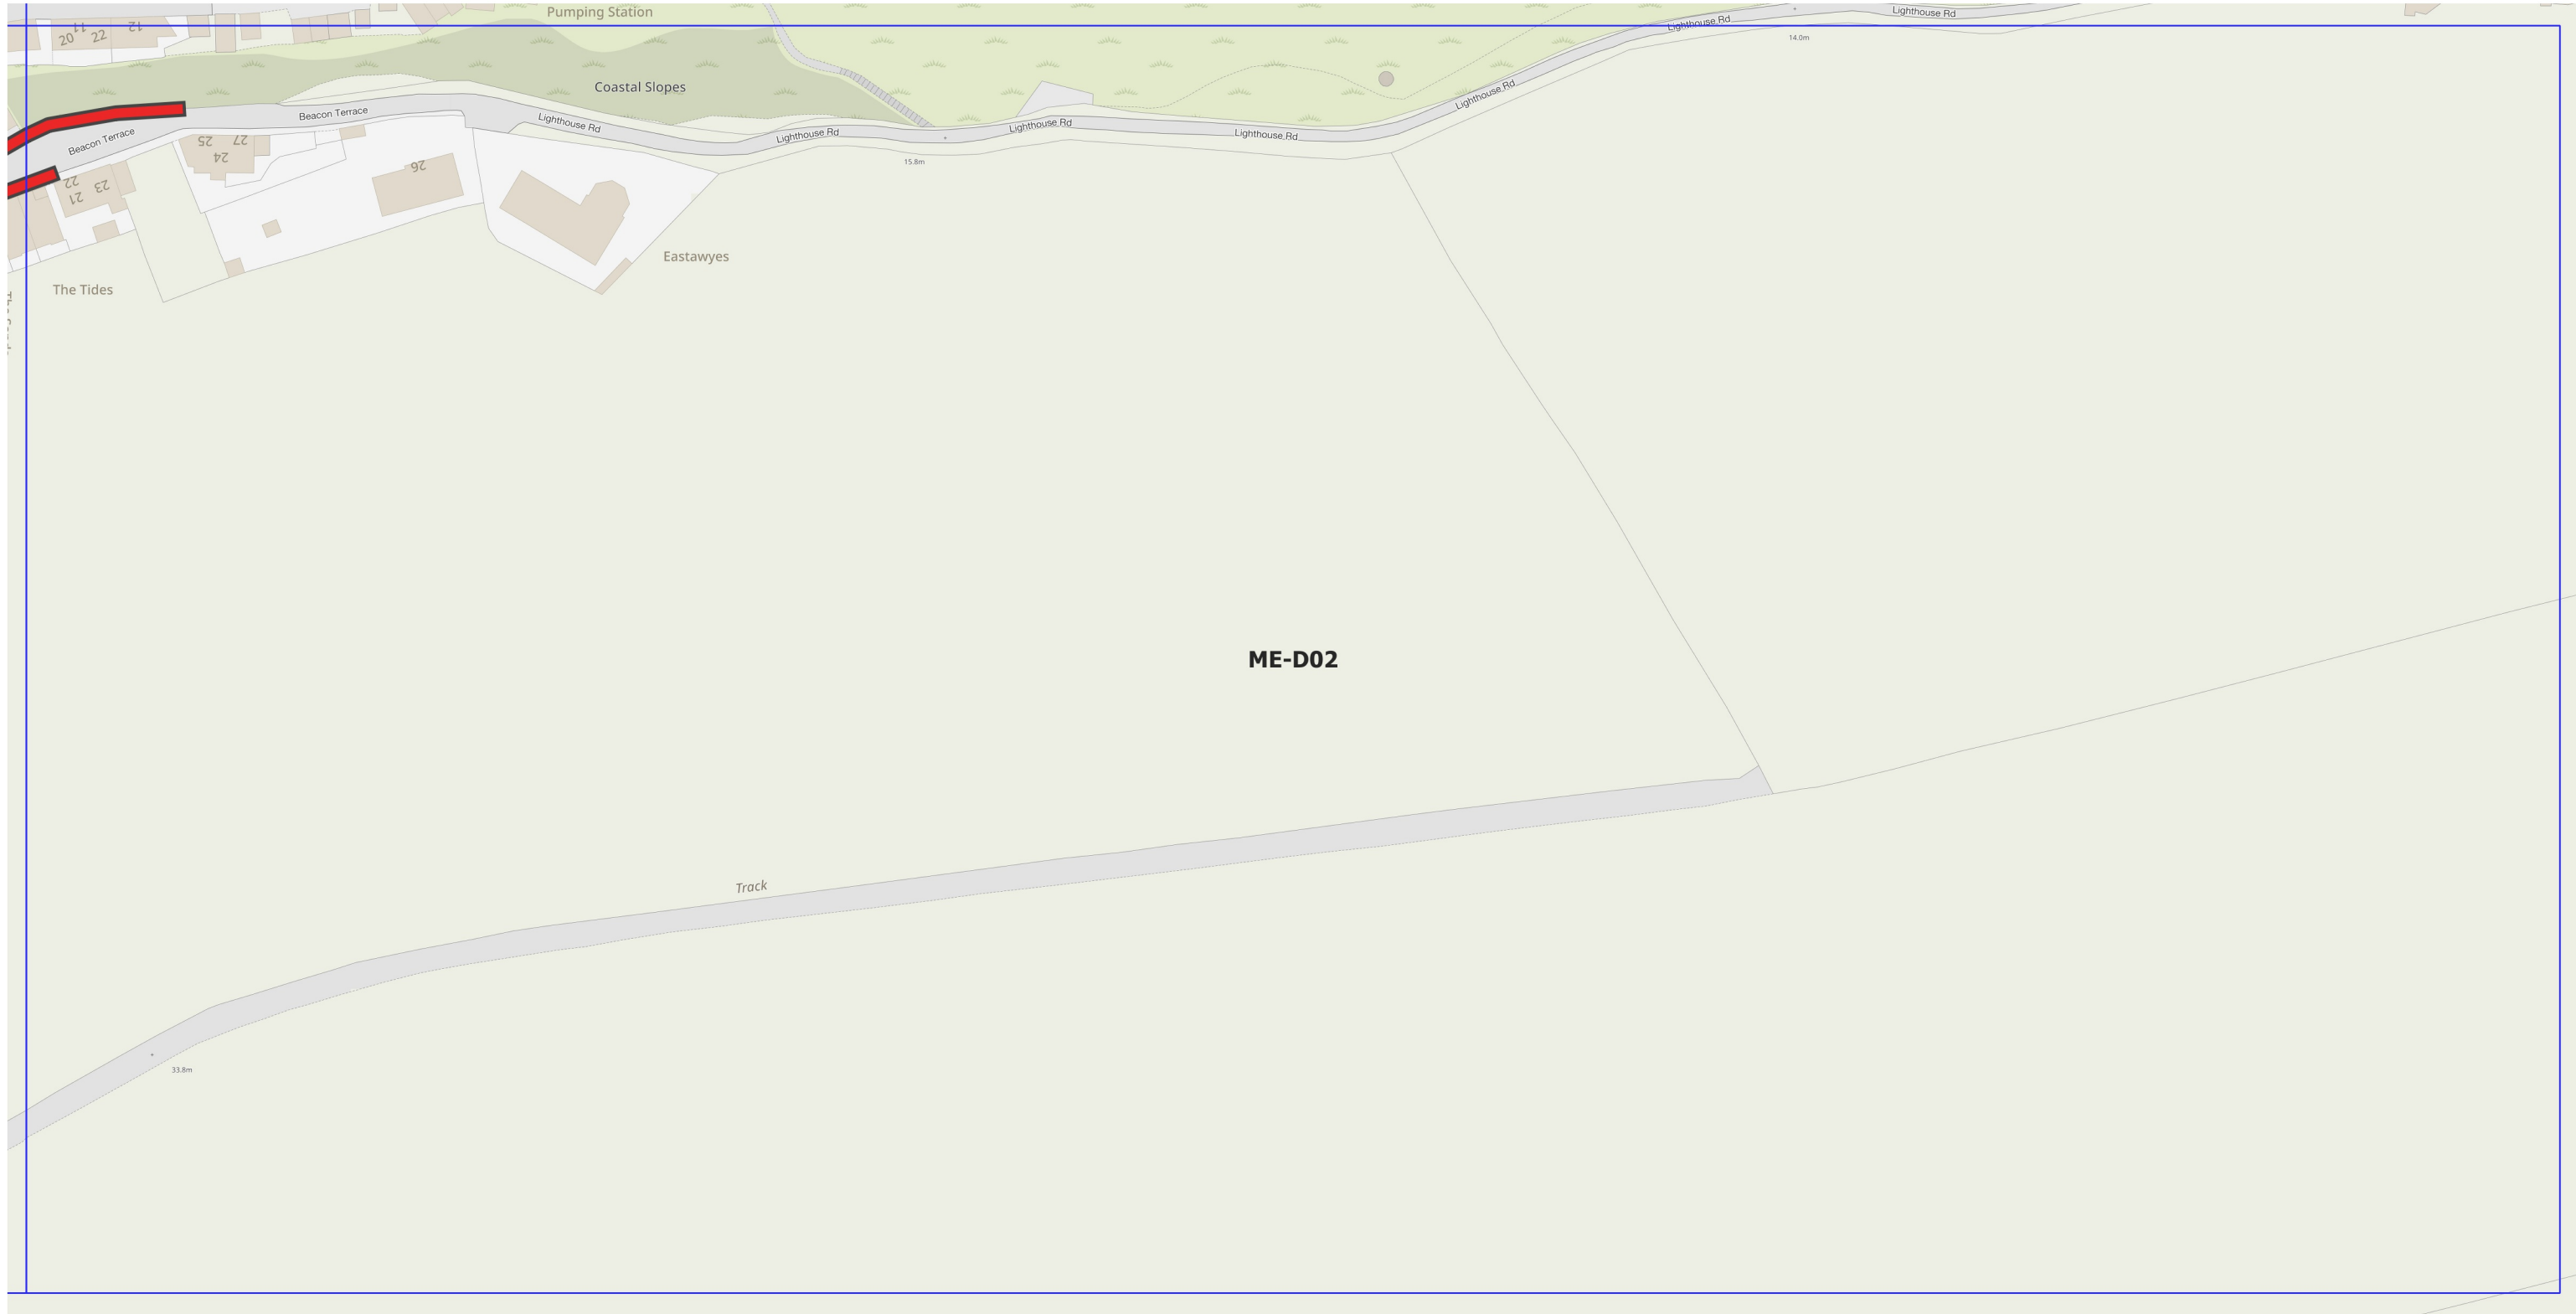 Pumping Station
Lighthouse Rd
Lighthouse Rd
14.0m
20
11
22
12
Coastal Slopes
Lighthouse Rd
Beacon Terrace
Lighthouse Rd
Lighthouse Rd
Lighthouse Rd
Lighthouse Rd
Beacon Terrace
15.8m
25
27
24
26
22
23
21
Eastawyes
The Tides
ME-D02
Track
33.8m